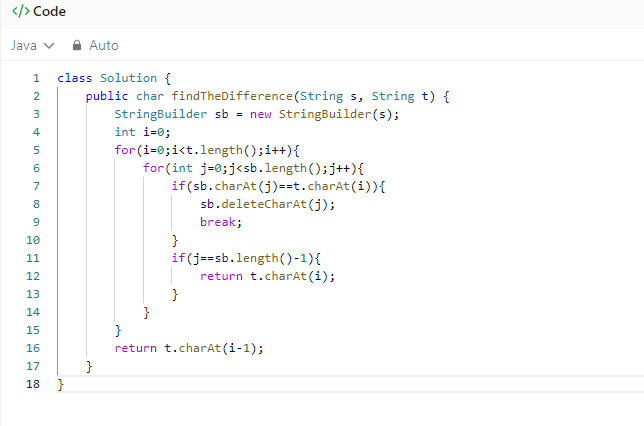 </> Code
Java Auto
1 class Solution {
2 public char findTheDifference(String s, String t) {
3 StringBuilder sb = new StringBuilder(s);
4 int i=0;
5 for(i=0;i<t.length();i++){
6 for(int j=0;j<sb.length();j++){
7 if(sb.charAt(j)==t.charAt(i)){
8 sb.deleteCharAt(j);
9 break;
10 }
11 if(j==sb.length()-1){
12 return t.charAt(i);
13 }
14 }
15 }
16 return t.charAt(i-1);
17 }
18 }